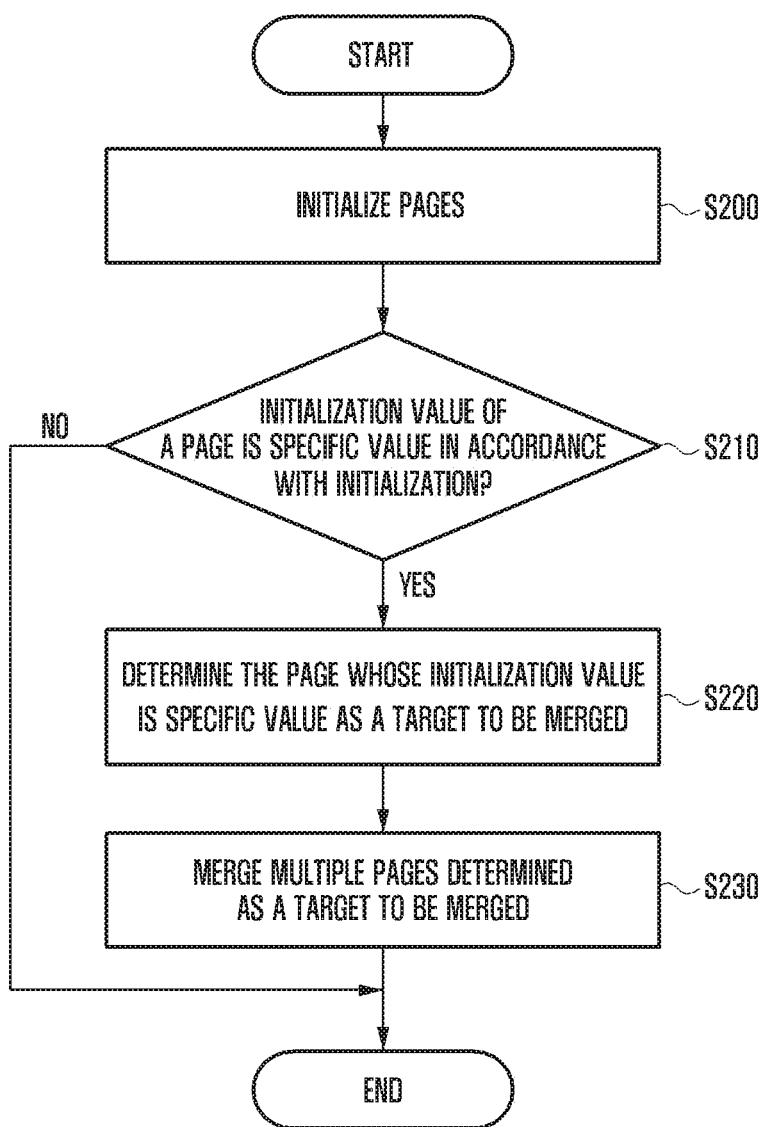 START
INITIALIZE PAGES
S200
INITIALIZATION VALUE OF
A PAGE IS SPECIFIC VALUE IN ACCORDANCE
WITH INITIALIZATION?
S210
NO
YES
DETERMINE THE PAGE WHOSE INITIALIZATION VALUE
IS SPECIFIC VALUE AS A TARGET TO BE MERGED
S220
MERGE MULTIPLE PAGES DETERMINED
AS A TARGET TO BE MERGED
S230
END